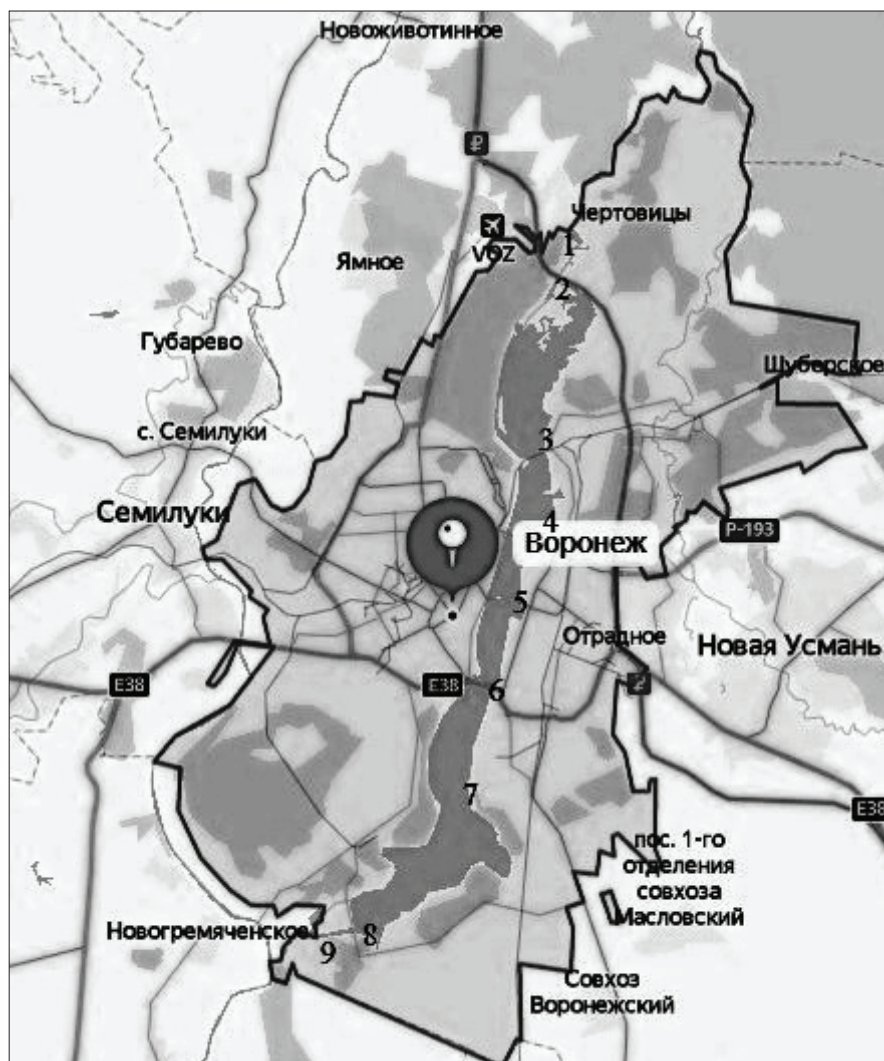 Новоживотинное
₽
Чертовицы
1
VOZ
Ямное
2
Губарево
Шуберское
с. Семилуки
3
Семилуки
4
Р-193
Воронеж
5
Отрадное
Новая Усмань
E38
E38
6
₽
7
E38
пос. 1-го
отделения
совхоза
Масловский
Новогремяченское
8
9
Совхоз
Воронежский